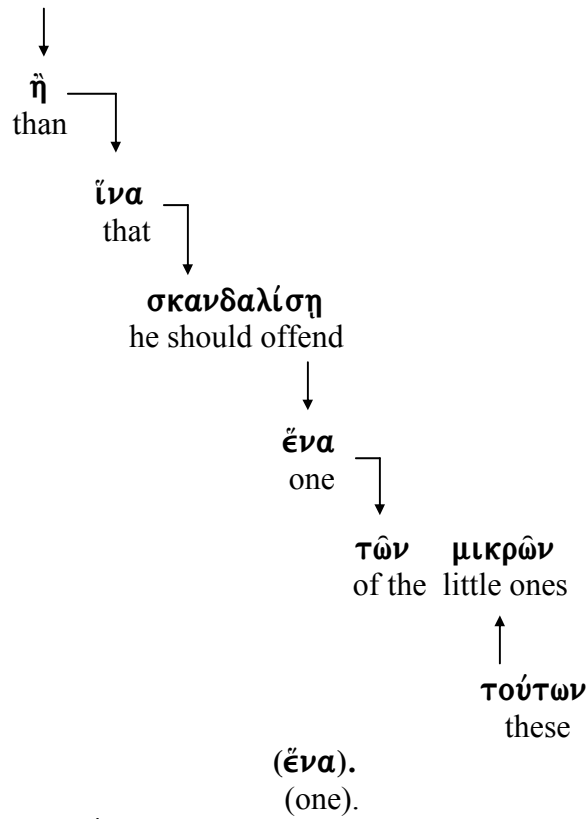 ἢ
than
ἵνα
that
σκανδαλίσῃ
he should offend
ἕνα
one
τῶν μικρῶν
of the little ones
τούτων
these
(ἕνα).
(one).